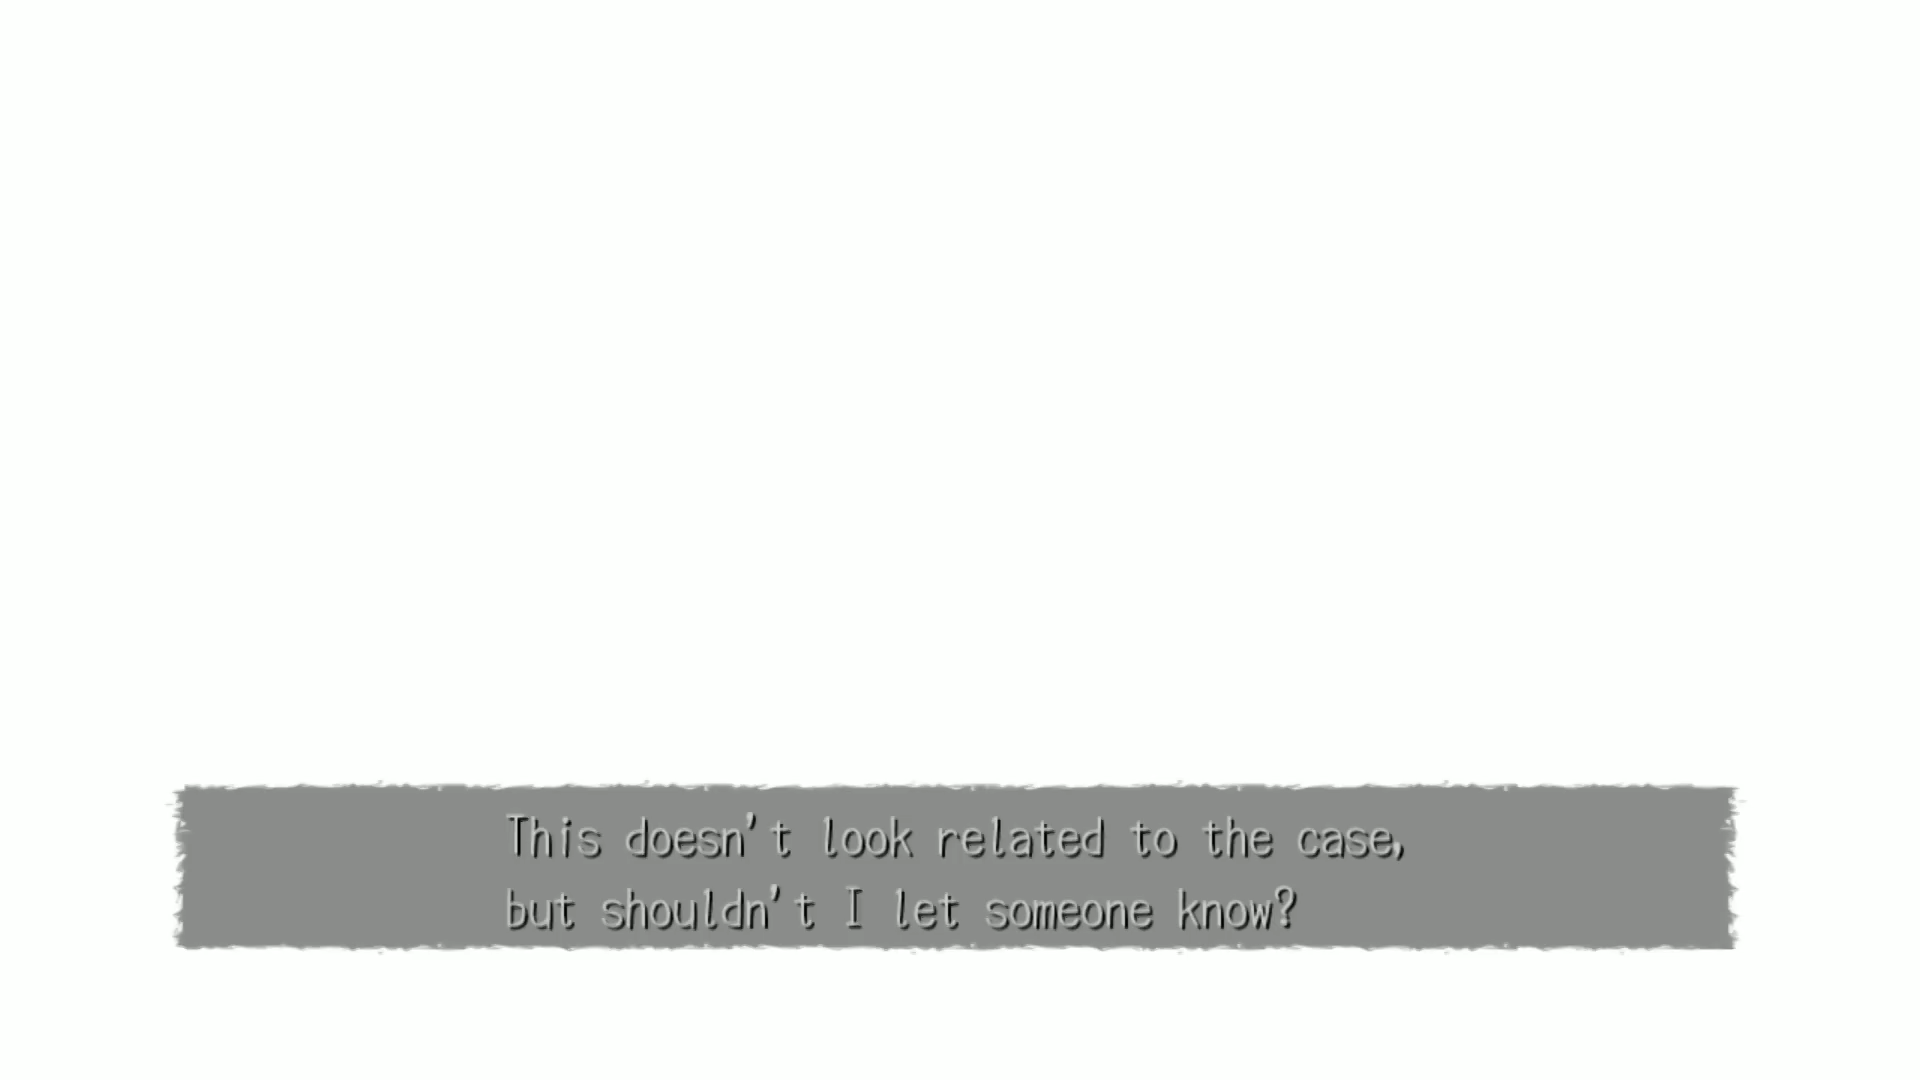 This doesn't look related to the case,
but shouldn't I let someone know?